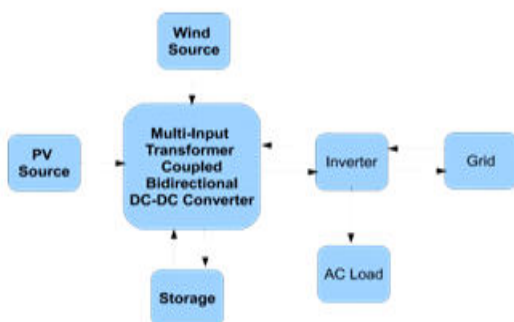 Wind
Source
PV
Source
Multi-Input
Transformer
Coupled
Bidirectional
DC-DC Converter
Inverter
Grid
Storage
AC Load